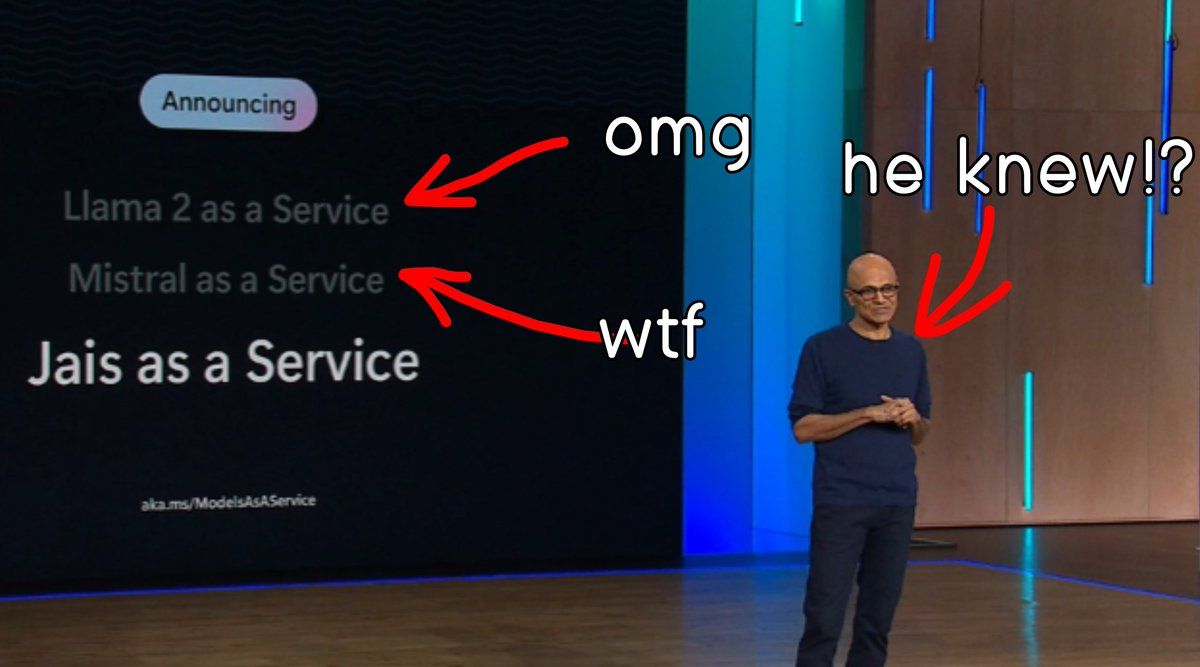 Announcing
omg
he knew!?
Llama 2 as a Service
Mistral as a Service
wtf
Jais as a Service
aka.ms/ModelsAsAService